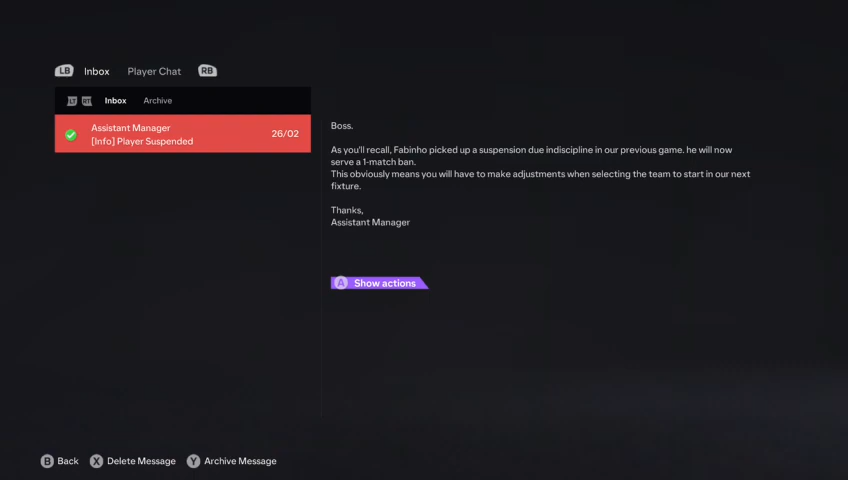 LB Inbox Player Chat RB
LT RT Inbox Archive
Assistant Manager
[Info] Player Suspended
26/02
Boss.
As you'll recall, Fabinho picked up a suspension due indiscipline in our previous game. he will now
serve a 1-match ban.
This obviously means you will have to make adjustments when selecting the team to start in our next
fixture.
Thanks,
Assistant Manager
A Show actions
B Back X Delete Message Y Archive Message